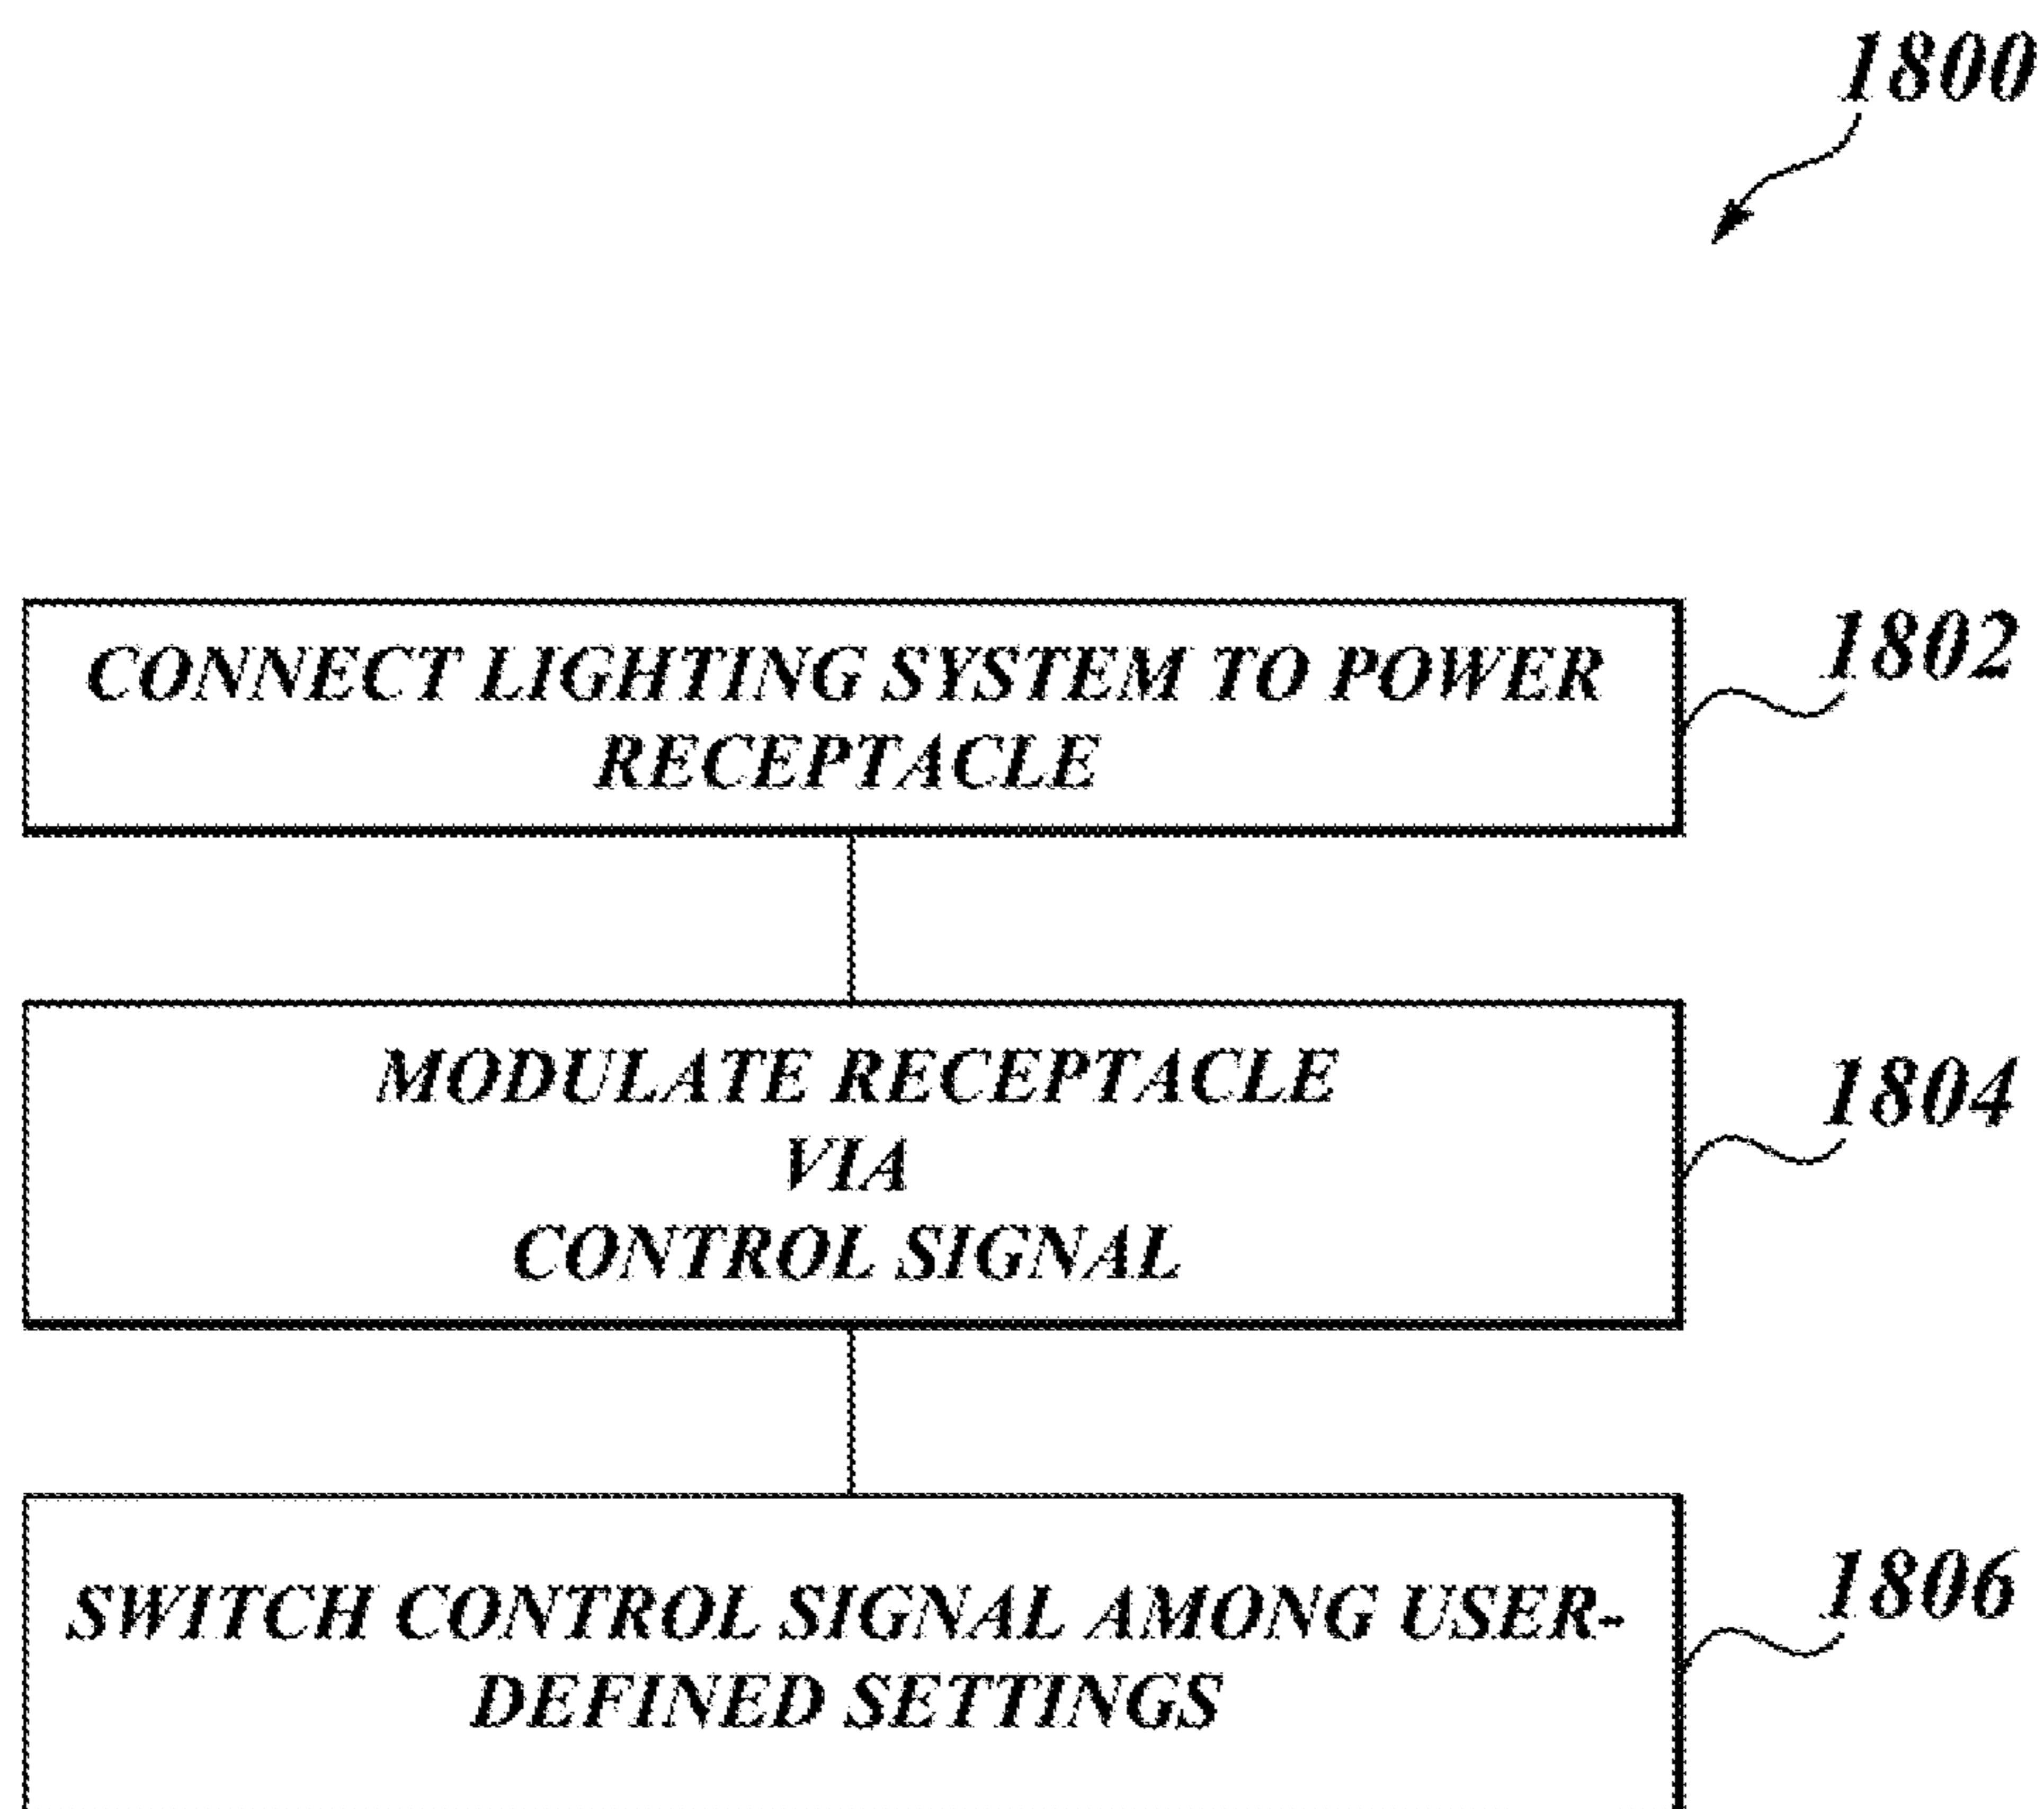 1800
CONNECT LIGHTING SYSTEM TO POWER
RECEPTACLE
1802
MODULATE RECEPTACLE
VIA
CONTROL SIGNAL
1804
SWITCH CONTROL SIGNAL AMONG USER-
DEFINED SETTINGS
1806